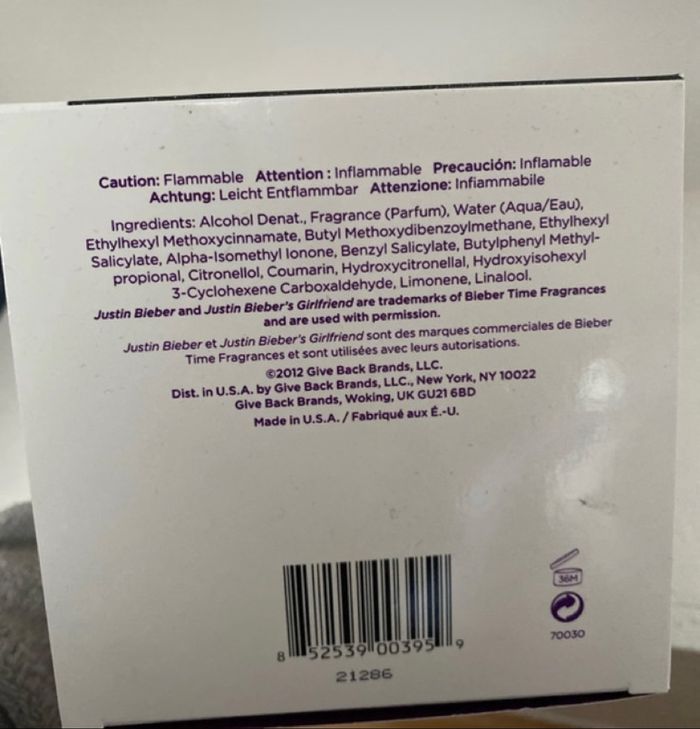 Caution: Flammable Attention : Inflammable Precaución: Inflamable
Achtung: Leicht Entflammbar Attenzione: Infiammabile
Ingredients: Alcohol Denat., Fragrance (Parfum), Water (Aqua/Eau),
Ethylhexyl Methoxycinnamate, Butyl Methoxydibenzoylmethane, Ethylhexyl
Salicylate, Alpha-Isomethyl Ionone, Benzyl Salicylate, Butylphenyl Methyl-
propional, Citronellol, Coumarin, Hydroxycitronellal, Hydroxyisohexyl
3-Cyclohexene Carboxaldehyde, Limonene, Linalool.
Justin Bieber and Justin Bieber's Girlfriend are trademarks of Bieber Time Fragrances
and are used with permission.
Justin Bieber et Justin Bieber's Girlfriend sont des marques commerciales de Bieber
Time Fragrances et sont utilisées avec leurs autorisations.
©2012 Give Back Brands, LLC.
Dist. in U.S.A. by Give Back Brands, LLC., New York, NY 10022
Give Back Brands, Woking, UK GU21 6BD
Made in U.S.A. / Fabriqué aux É.-U.
36M
70030
8 52539 00395 9
21286